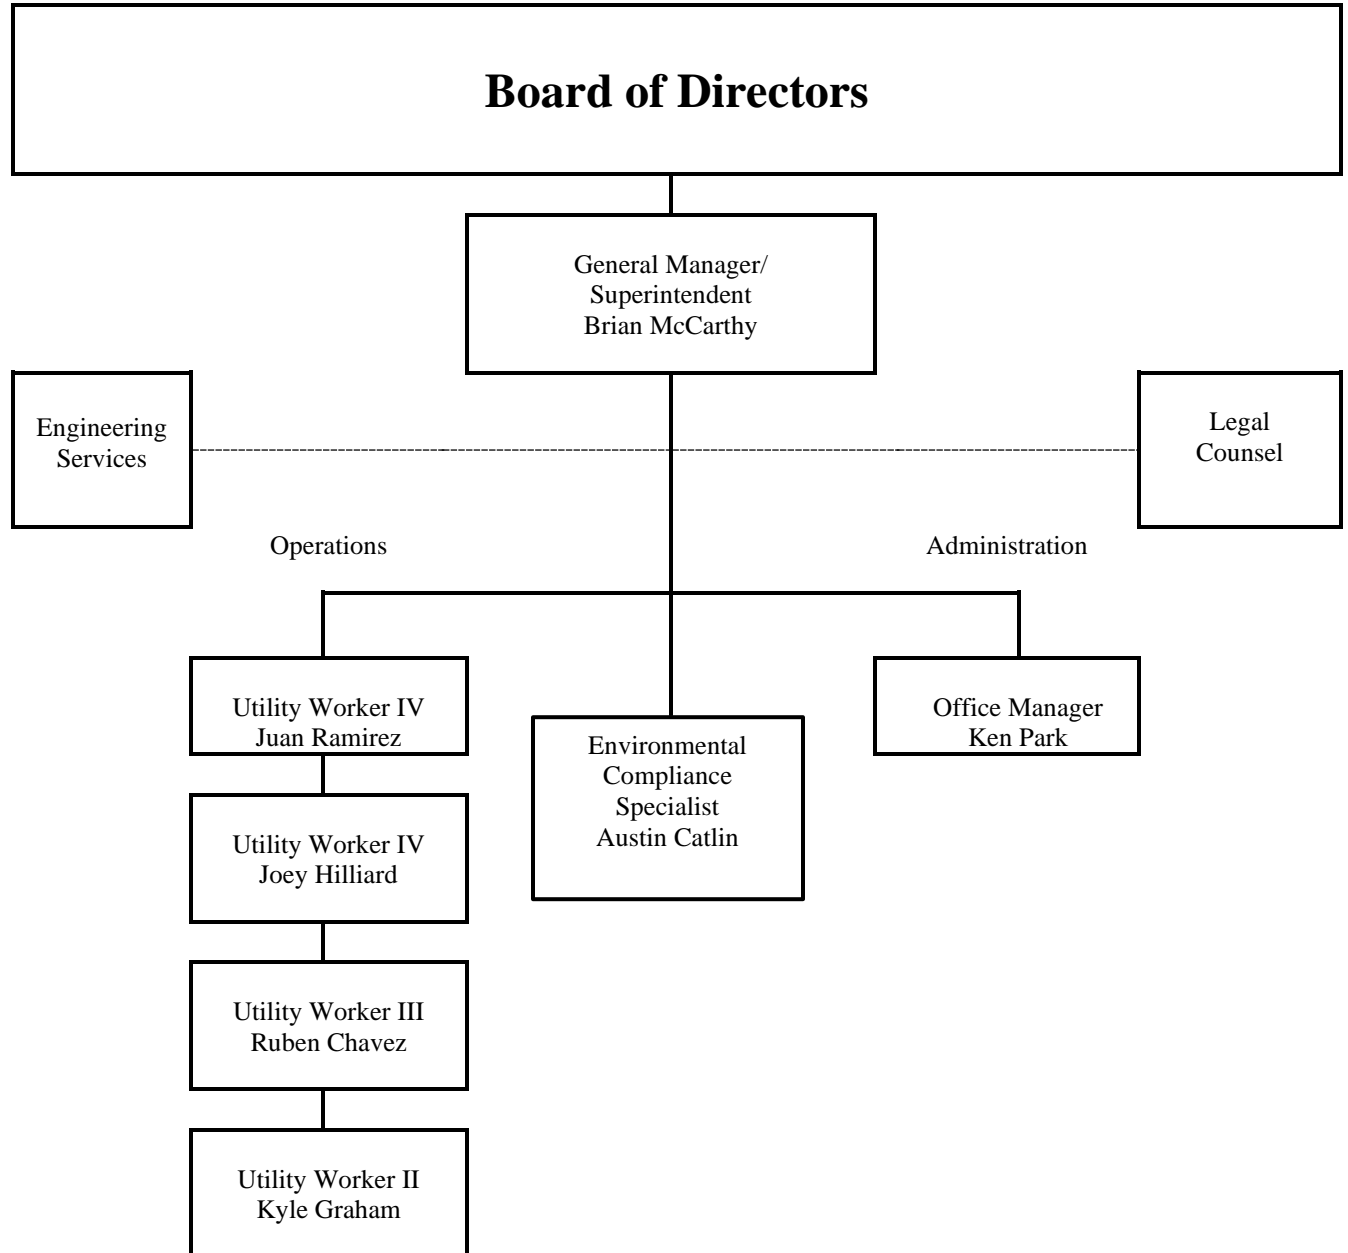 Board of Directors
General Manager/
Superintendent
Brian McCarthy
Engineering
Services
Legal
Counsel
Operations
Administration
Utility Worker IV
Juan Ramirez
Environmental
Compliance
Specialist
Austin Catlin
Office Manager
Ken Park
Utility Worker IV
Joey Hilliard
Utility Worker III
Ruben Chavez
Utility Worker II
Kyle Graham